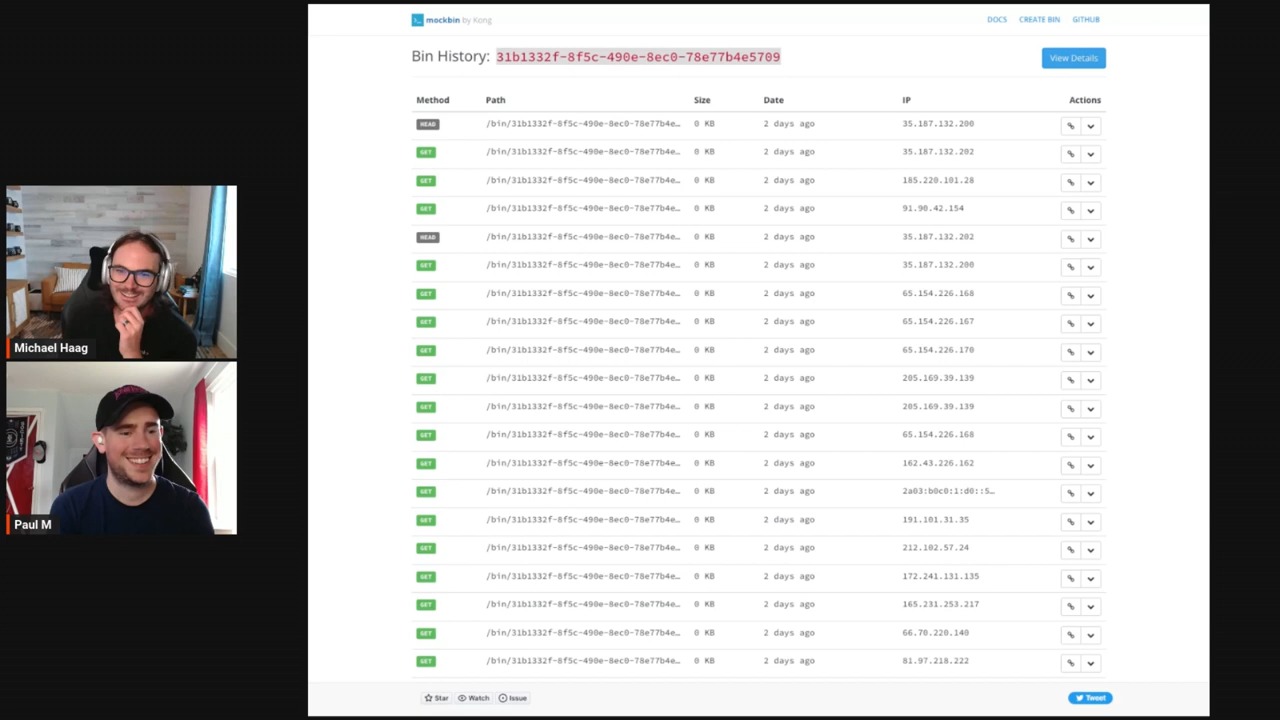 mockbin by Kong
DOCS CREATE BIN GITHUB
Bin History: 31b1332f-8f5c-490e-8ec0-78e77b4e5709
View Details
Method Path Size Date IP Actions
HEAD /bin/31b1332f-8f5c-490e-8ec0-78e77b4e… 0 KB 2 days ago 35.187.132.200
GET /bin/31b1332f-8f5c-490e-8ec0-78e77b4e… 0 KB 2 days ago 35.187.132.202
GET /bin/31b1332f-8f5c-490e-8ec0-78e77b4e… 0 KB 2 days ago 185.220.101.28
GET /bin/31b1332f-8f5c-490e-8ec0-78e77b4e… 0 KB 2 days ago 91.90.42.154
HEAD /bin/31b1332f-8f5c-490e-8ec0-78e77b4e… 0 KB 2 days ago 35.187.132.202
GET /bin/31b1332f-8f5c-490e-8ec0-78e77b4e… 0 KB 2 days ago 35.187.132.200
GET /bin/31b1332f-8f5c-490e-8ec0-78e77b4e… 0 KB 2 days ago 65.154.226.168
GET /bin/31b1332f-8f5c-490e-8ec0-78e77b4e… 0 KB 2 days ago 65.154.226.167
GET /bin/31b1332f-8f5c-490e-8ec0-78e77b4e… 0 KB 2 days ago 65.154.226.170
GET /bin/31b1332f-8f5c-490e-8ec0-78e77b4e… 0 KB 2 days ago 205.169.39.139
GET /bin/31b1332f-8f5c-490e-8ec0-78e77b4e… 0 KB 2 days ago 205.169.39.139
GET /bin/31b1332f-8f5c-490e-8ec0-78e77b4e… 0 KB 2 days ago 65.154.226.168
GET /bin/31b1332f-8f5c-490e-8ec0-78e77b4e… 0 KB 2 days ago 162.43.226.162
GET /bin/31b1332f-8f5c-490e-8ec0-78e77b4e… 0 KB 2 days ago 2a03:b0c0:1:d0::5…
GET /bin/31b1332f-8f5c-490e-8ec0-78e77b4e… 0 KB 2 days ago 191.101.31.35
GET /bin/31b1332f-8f5c-490e-8ec0-78e77b4e… 0 KB 2 days ago 212.102.57.24
GET /bin/31b1332f-8f5c-490e-8ec0-78e77b4e… 0 KB 2 days ago 172.241.131.135
GET /bin/31b1332f-8f5c-490e-8ec0-78e77b4e… 0 KB 2 days ago 165.231.253.217
GET /bin/31b1332f-8f5c-490e-8ec0-78e77b4e… 0 KB 2 days ago 66.70.220.140
GET /bin/31b1332f-8f5c-490e-8ec0-78e77b4e… 0 KB 2 days ago 81.97.218.222
Star Watch Issue
Tweet
Michael Haag
Paul M